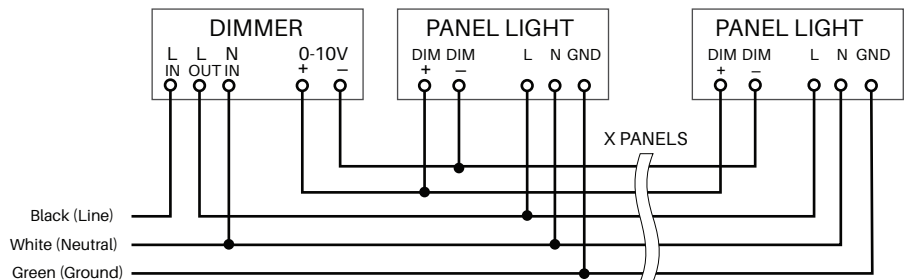 DIMMER
L L N 0-10V
IN OUT IN + –
PANEL LIGHT
DIM DIM L N GND
+ –
PANEL LIGHT
DIM DIM L N GND
+ –
X PANELS
Black (Line)
White (Neutral)
Green (Ground)